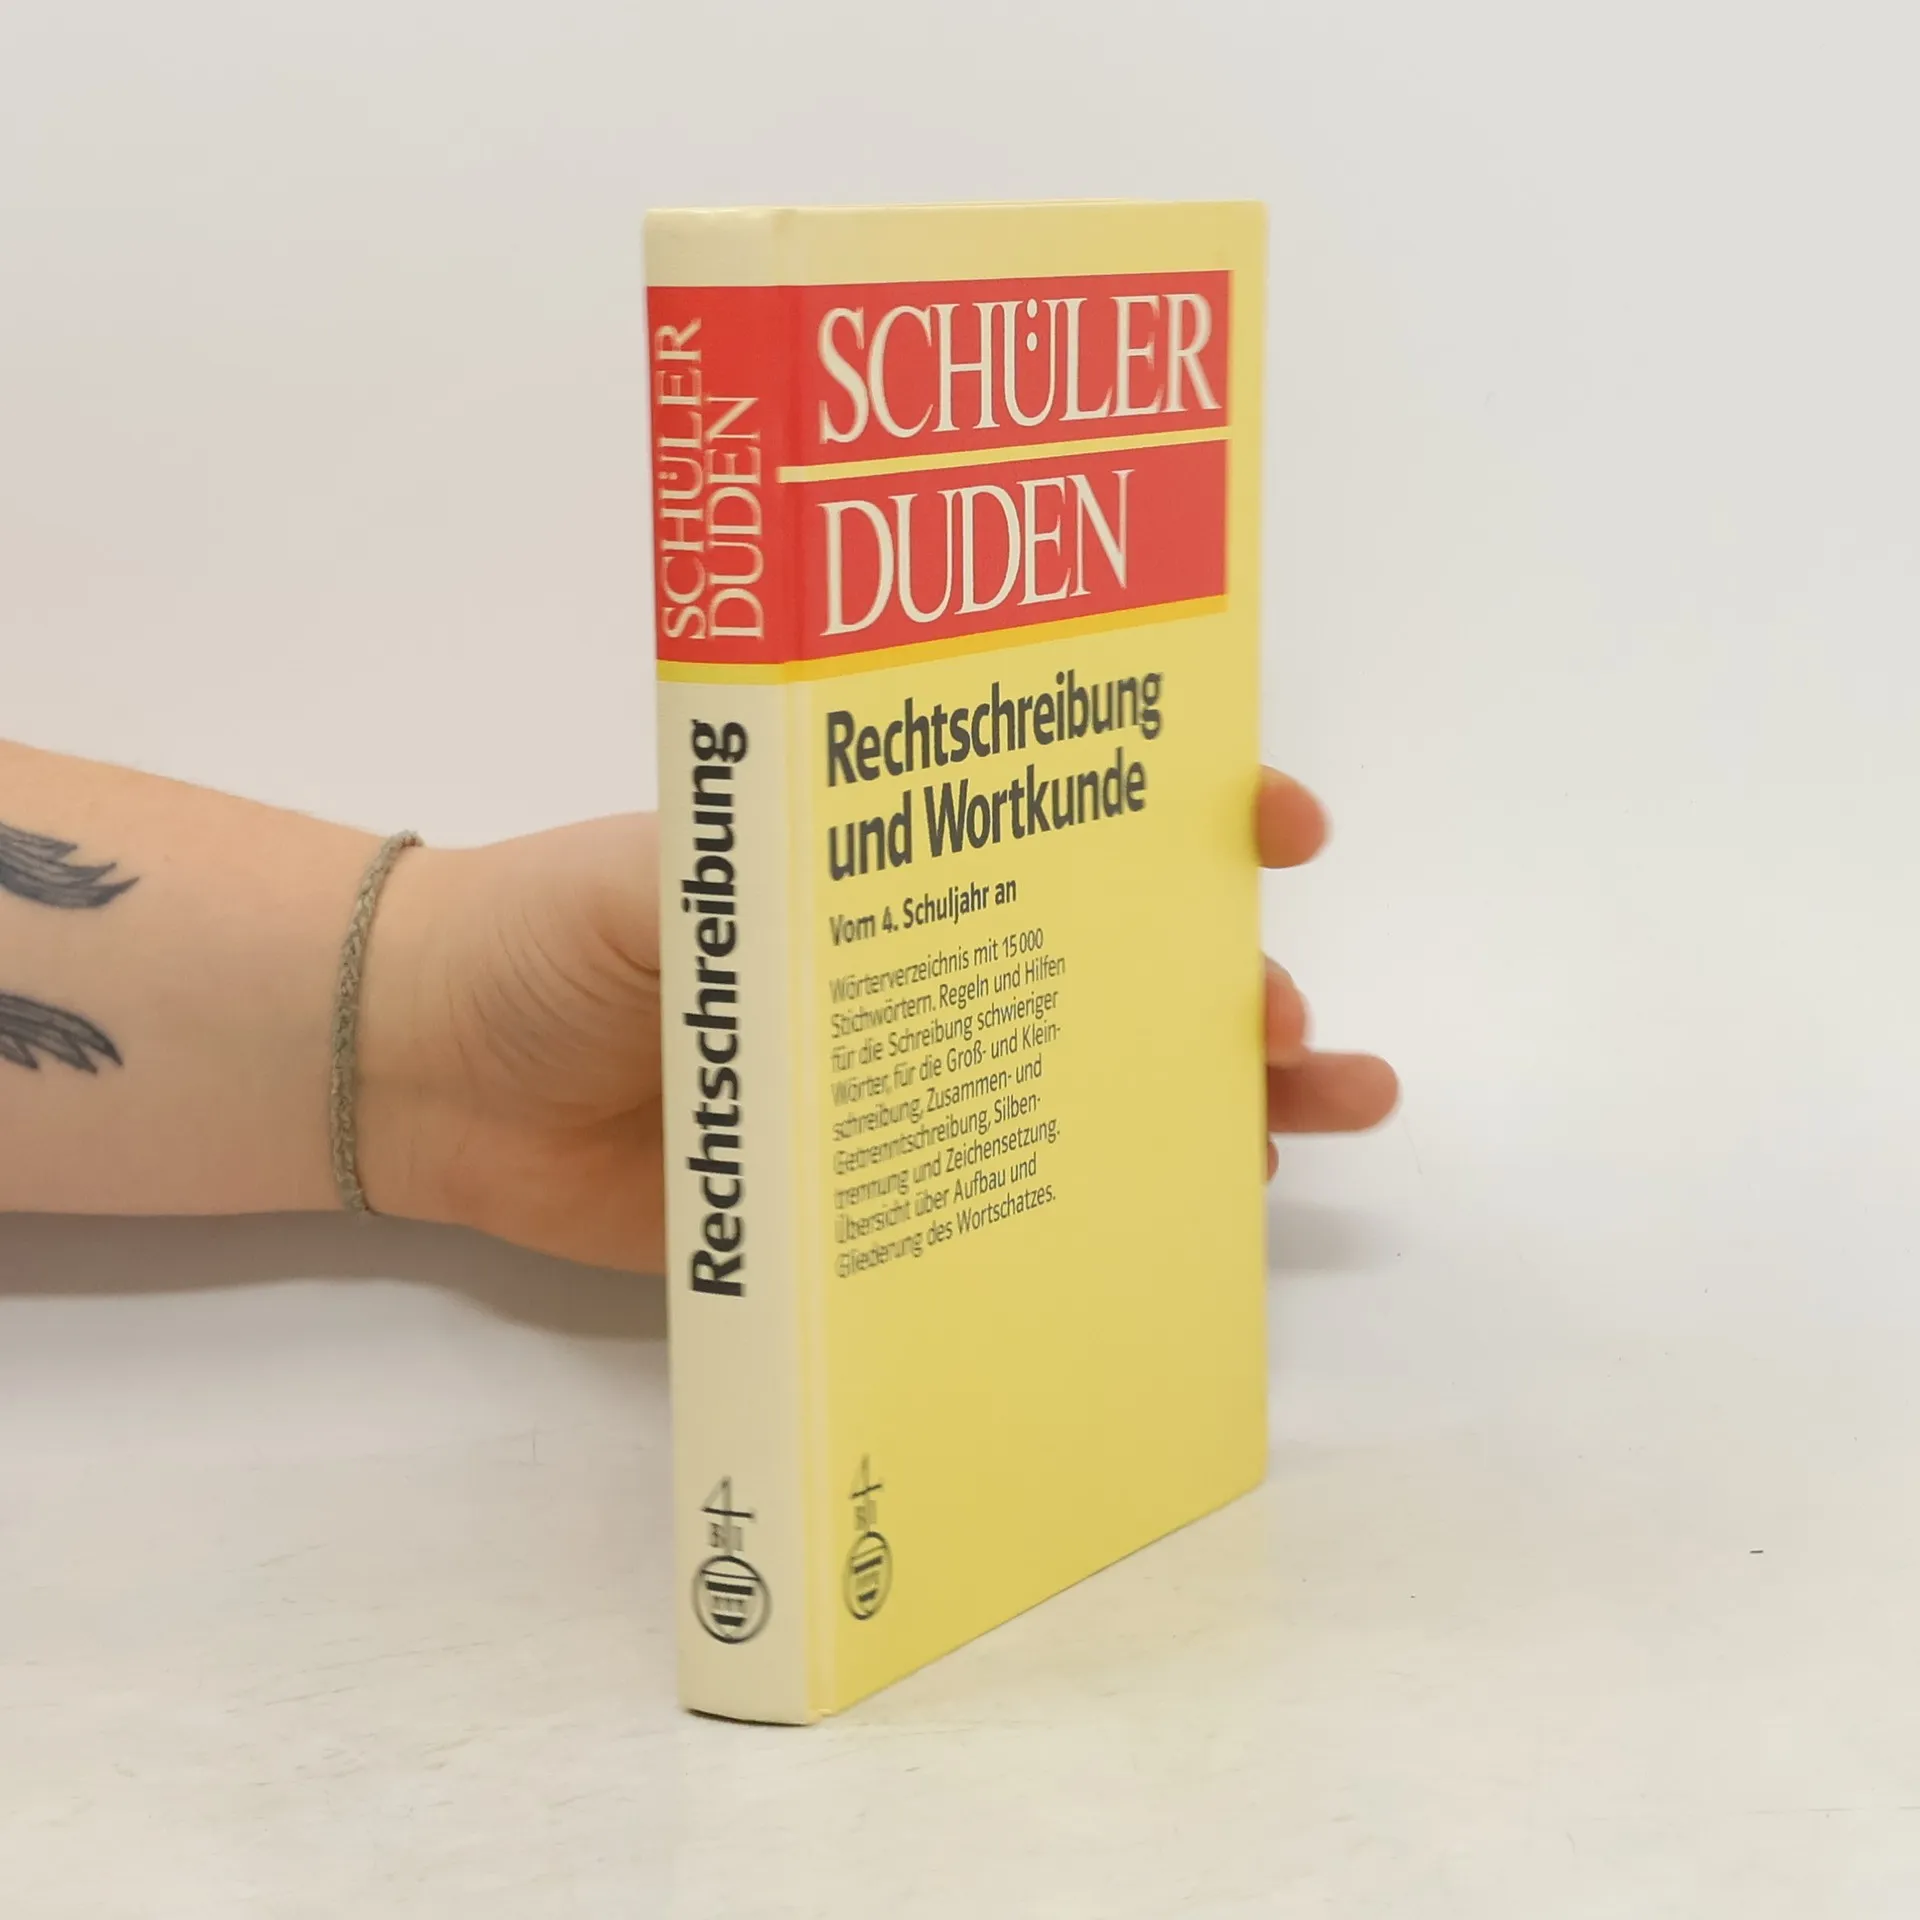 SCHÜLER
DUDEN
Rechtschreibung
SCHÜLER
DUDEN
Rechtschreibung
und Wortkunde
Vom 4. Schuljahr an
Wörterverzeichnis mit 15 000
Stichwörtern. Regeln und Hilfen
für die Schreibung schwieriger
Wörter, für die Groß- und Klein-
schreibung, Zusammen- und
Getrenntschreibung, Silben-
trennung und Zeichensetzung.
Übersicht über Aufbau und
Gliederung des Wortschatzes.